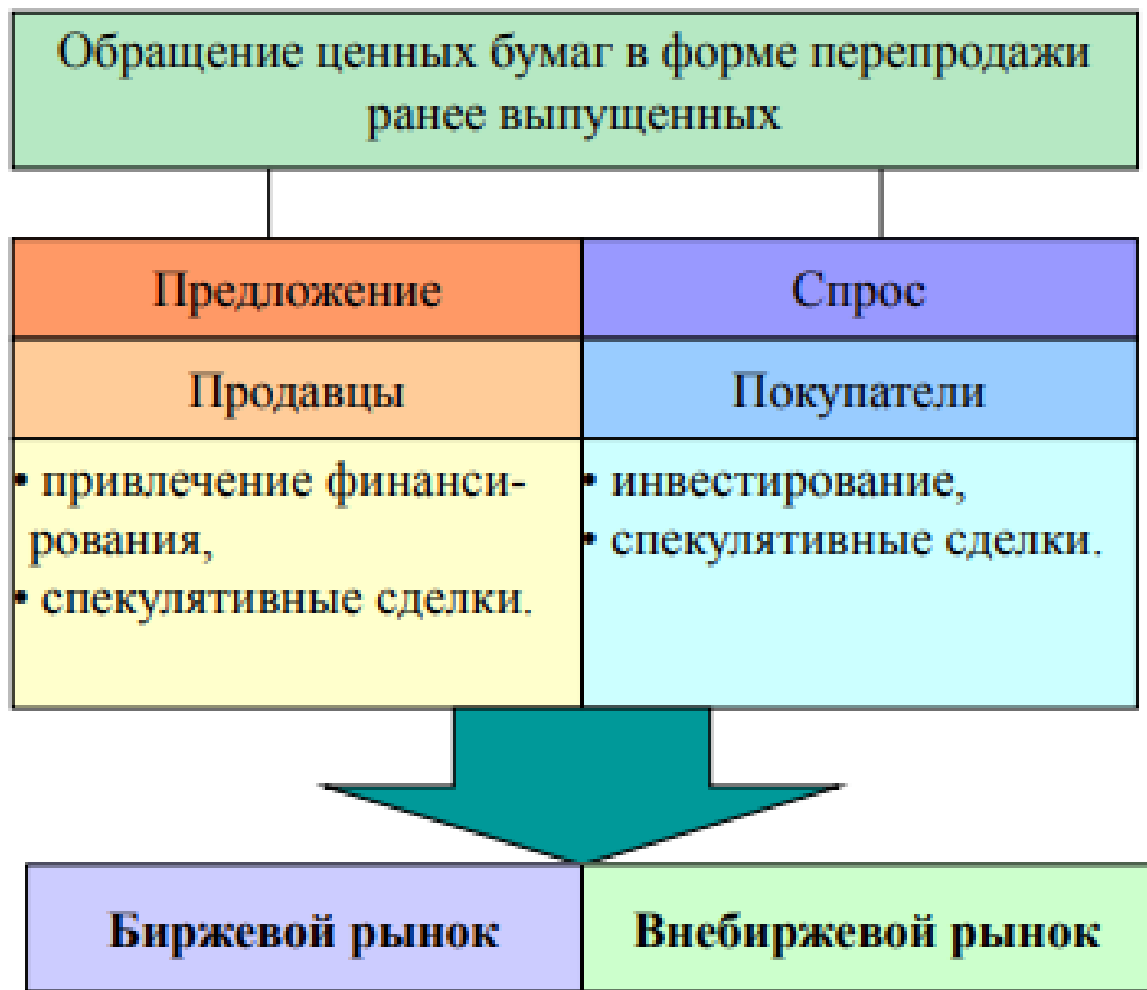 Обращение ценных бумаг в форме перепродажи
ранее выпущенных
Предложение
Спрос
Продавцы
Покупатели
• привлечение финанси-
рования,
• спекулятивные сделки.
• инвестирование,
• спекулятивные сделки.
Биржевой рынок
Внебиржевой рынок